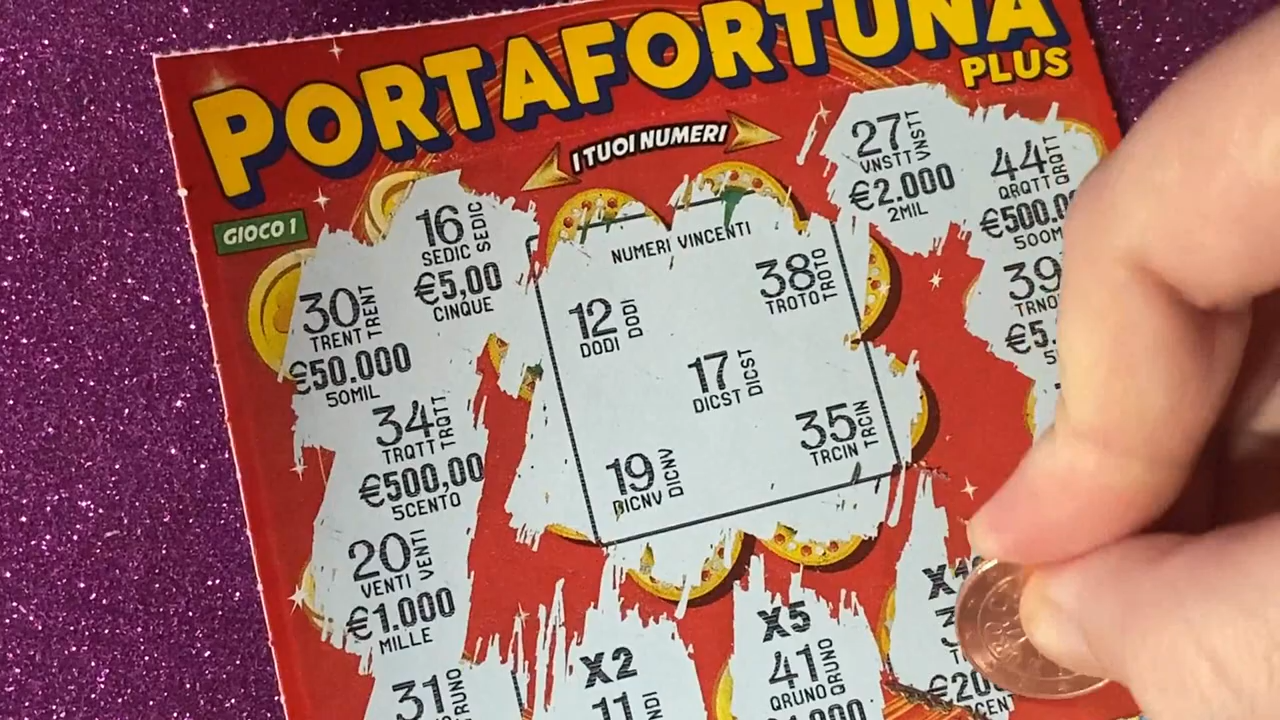 PORTAFORTUNA
PLUS
I TUOI NUMERI
GIOCO 1
16 SEDIC
SEDIC
€5,00
CINQUE
30 TRENT
TRENT
€50.000
50MIL
34 TRQTT
TRQTT
€500,00
5CENTO
20 VENTI
VENTI
€1.000
MILLE
31
NUMERI VINCENTI
12 DODI
DODI
38 TROTO
TROTO
17 DICST
DICST
19 DICNV
DICNV
35 TRCIN
TRCIN
27 VNSTT
VNSTT
€2.000
2MIL
44 QRQTT
QRQTT
39
X2
11
X5
41 QRUNO
QRUNO